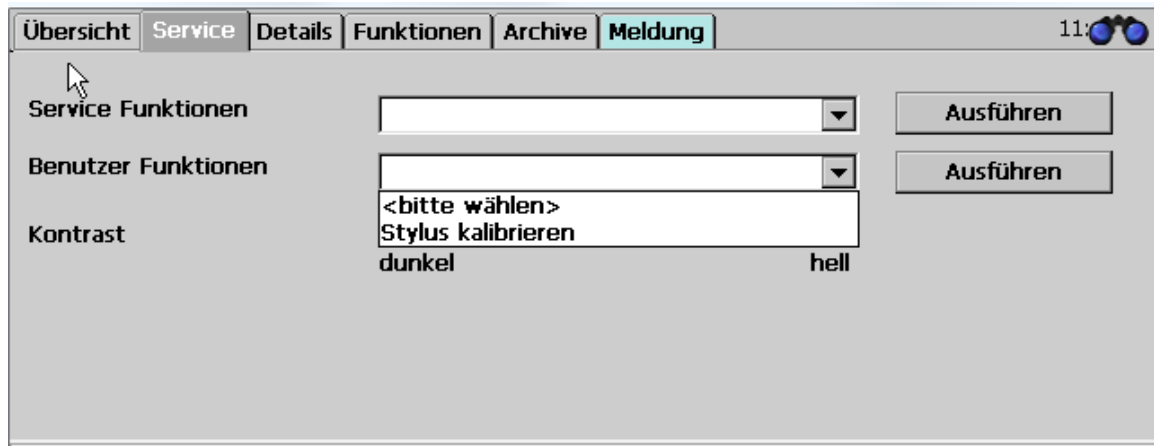 Übersicht Service Details Funktionen Archive Meldung 11:
Service Funktionen Ausführen
Benutzer Funktionen Ausführen
<bitte wählen>
Stylus kalibrieren
Kontrast
dunkel hell